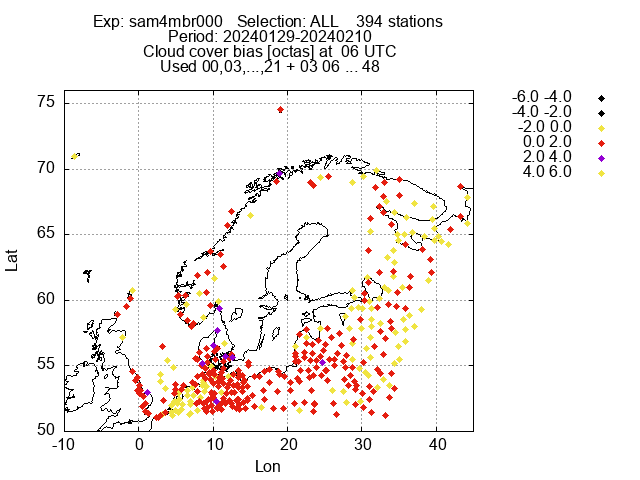 Exp: sam4mbr000   Selection: ALL    394 stations
Period: 20240129-20240210
Cloud cover bias [octas] at  06 UTC
Used 00,03,...,21 + 03 06 ... 48
-6.0 -4.0
-4.0 -2.0
-2.0 0.0
0.0 2.0
2.0 4.0
4.0 6.0
75
70
65
60
55
50
Lat
-10 0 10 20 30 40
Lon